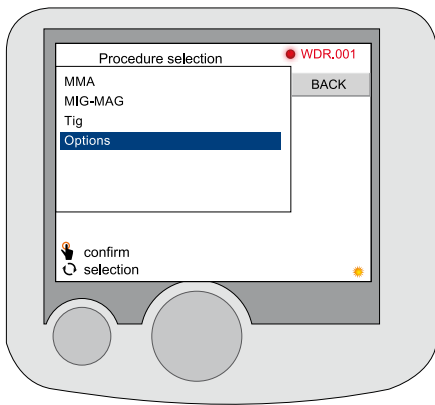 Procedure selection
WDR.001
MMA
BACK
MIG-MAG
Tig
Options
confirm
selection